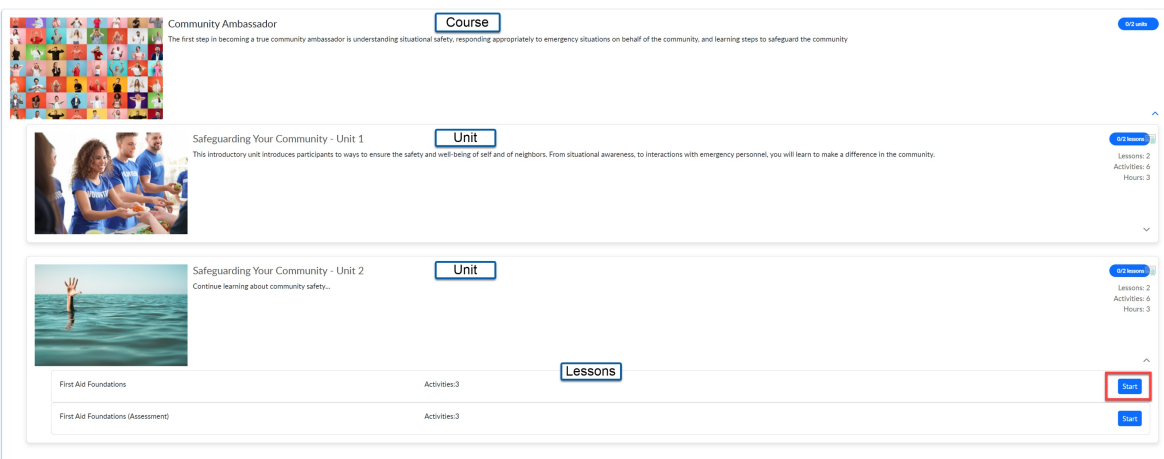 Community Ambassador
Course
0/2 units
The first step in becoming a true community ambassador is understanding situational safety, responding appropriately to emergency situations on behalf of the community, and learning steps to safeguard the community
Safeguarding Your Community - Unit 1
Unit
0/2 lessons
This introductory unit introduces participants to ways to ensure the safety and well-being of self and of neighbors. From situational awareness, to interactions with emergency personnel, you will learn to make a difference in the community.
Lessons: 2
Activities: 6
Hours: 3
Safeguarding Your Community - Unit 2
Unit
0/2 lessons
Continue learning about community safety...
Lessons: 2
Activities: 6
Hours: 3
Lessons
First Aid Foundations
Activities:3
Start
First Aid Foundations (Assessment)
Activities:3
Start